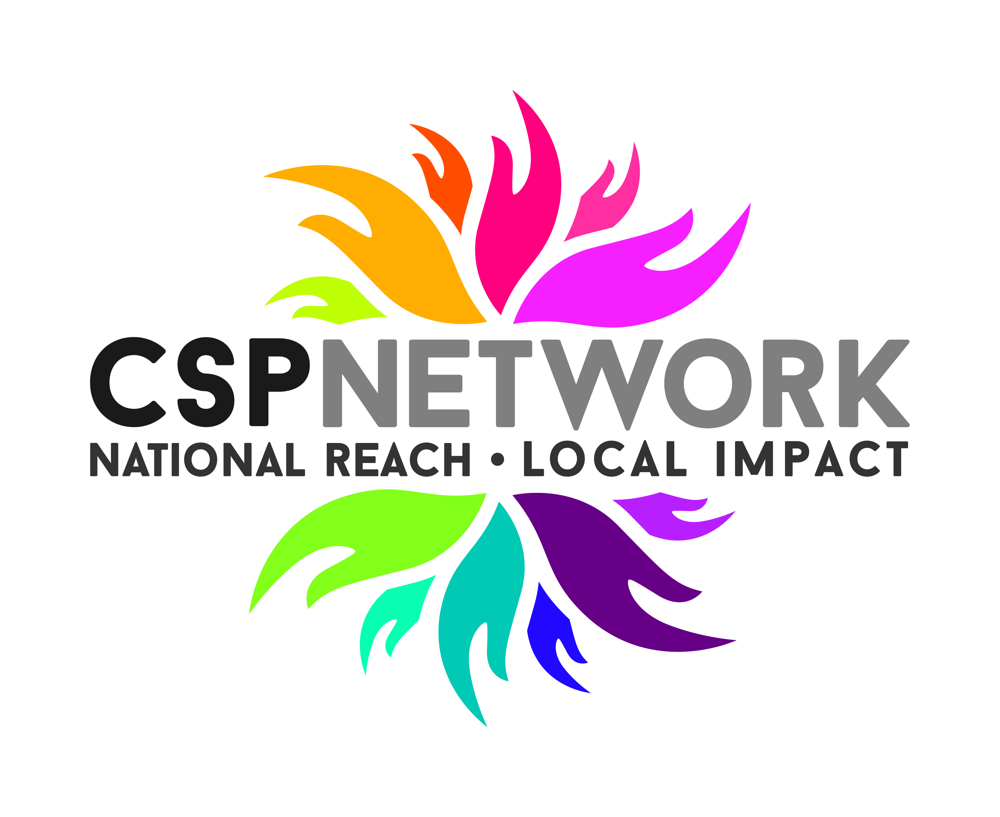 CSPNETWORK
NATIONAL REACH • LOCAL IMPACT